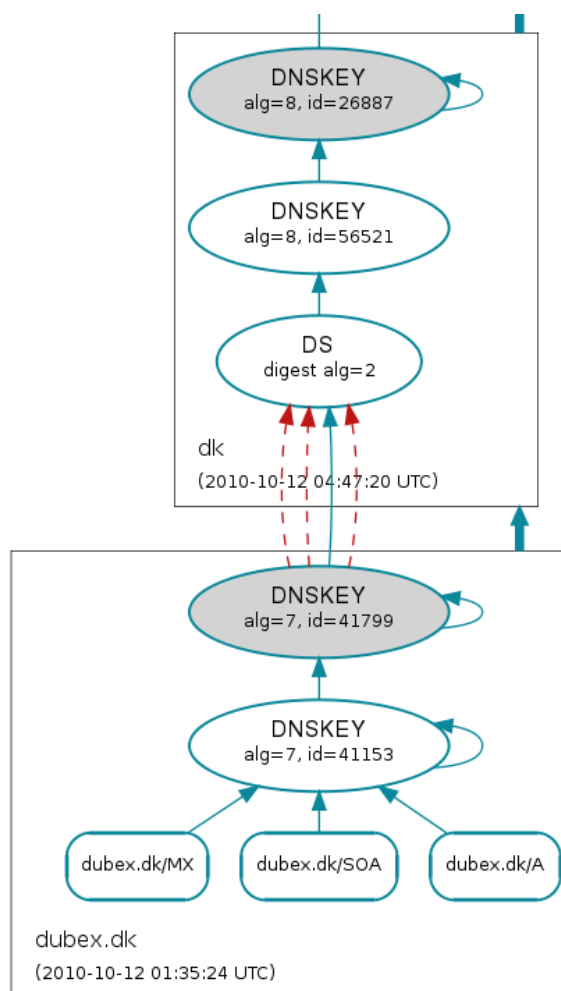 DNSKEY
alg=8, id=26887
DNSKEY
alg=8, id=56521
DS
digest alg=2
dk
(2010-10-12 04:47:20 UTC)
DNSKEY
alg=7, id=41799
DNSKEY
alg=7, id=41153
dubex.dk/MX
dubex.dk/SOA
dubex.dk/A
dubex.dk
(2010-10-12 01:35:24 UTC)